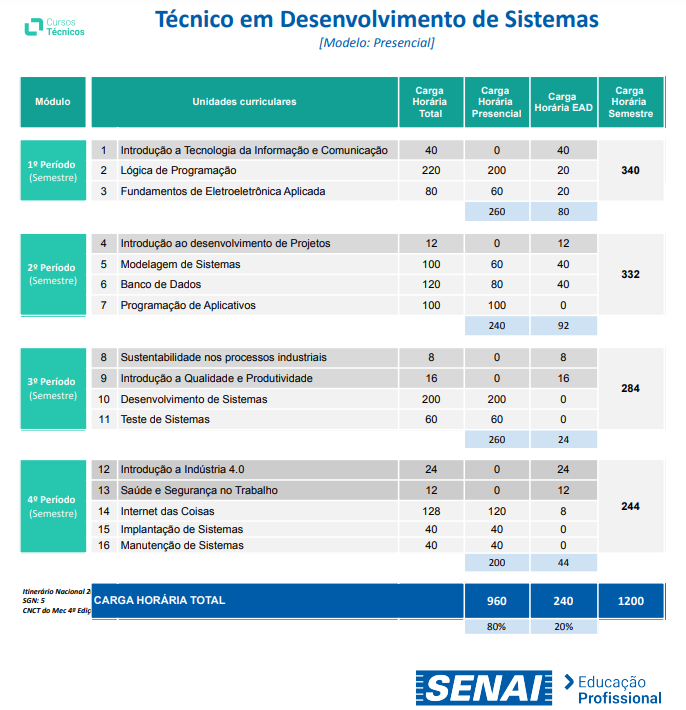 Cursos
Técnicos
Técnico em Desenvolvimento de Sistemas
[Modelo: Presencial]
Módulo Unidades curriculares Carga Horária Total Carga Horária Presencial Carga Horária EAD Carga Horária Semestre
1º Período (Semestre)
1 Introdução a Tecnologia da Informação e Comunicação 40 0 40
2 Lógica de Programação 220 200 20 340
3 Fundamentos de Eletroeletrônica Aplicada 80 60 20
260 80
2º Período (Semestre)
4 Introdução ao desenvolvimento de Projetos 12 0 12
5 Modelagem de Sistemas 100 60 40 332
6 Banco de Dados 120 80 40
7 Programação de Aplicativos 100 100 0
240 92
3º Período (Semestre)
8 Sustentabilidade nos processos industriais 8 0 8
9 Introdução a Qualidade e Produtividade 16 0 16 284
10 Desenvolvimento de Sistemas 200 200 0
11 Teste de Sistemas 60 60 0
260 24
4º Período (Semestre)
12 Introdução a Indústria 4.0 24 0 24
13 Saúde e Segurança no Trabalho 12 0 12 244
14 Internet das Coisas 128 120 8
15 Implantação de Sistemas 40 40 0
16 Manutenção de Sistemas 40 40 0
200 44
Itinerário Nacional
SGN: 5
CNCT do Mec 4ª
CARGA HORÁRIA TOTAL 960 240 1200
80% 20%
SENAI
Educação
Profissional